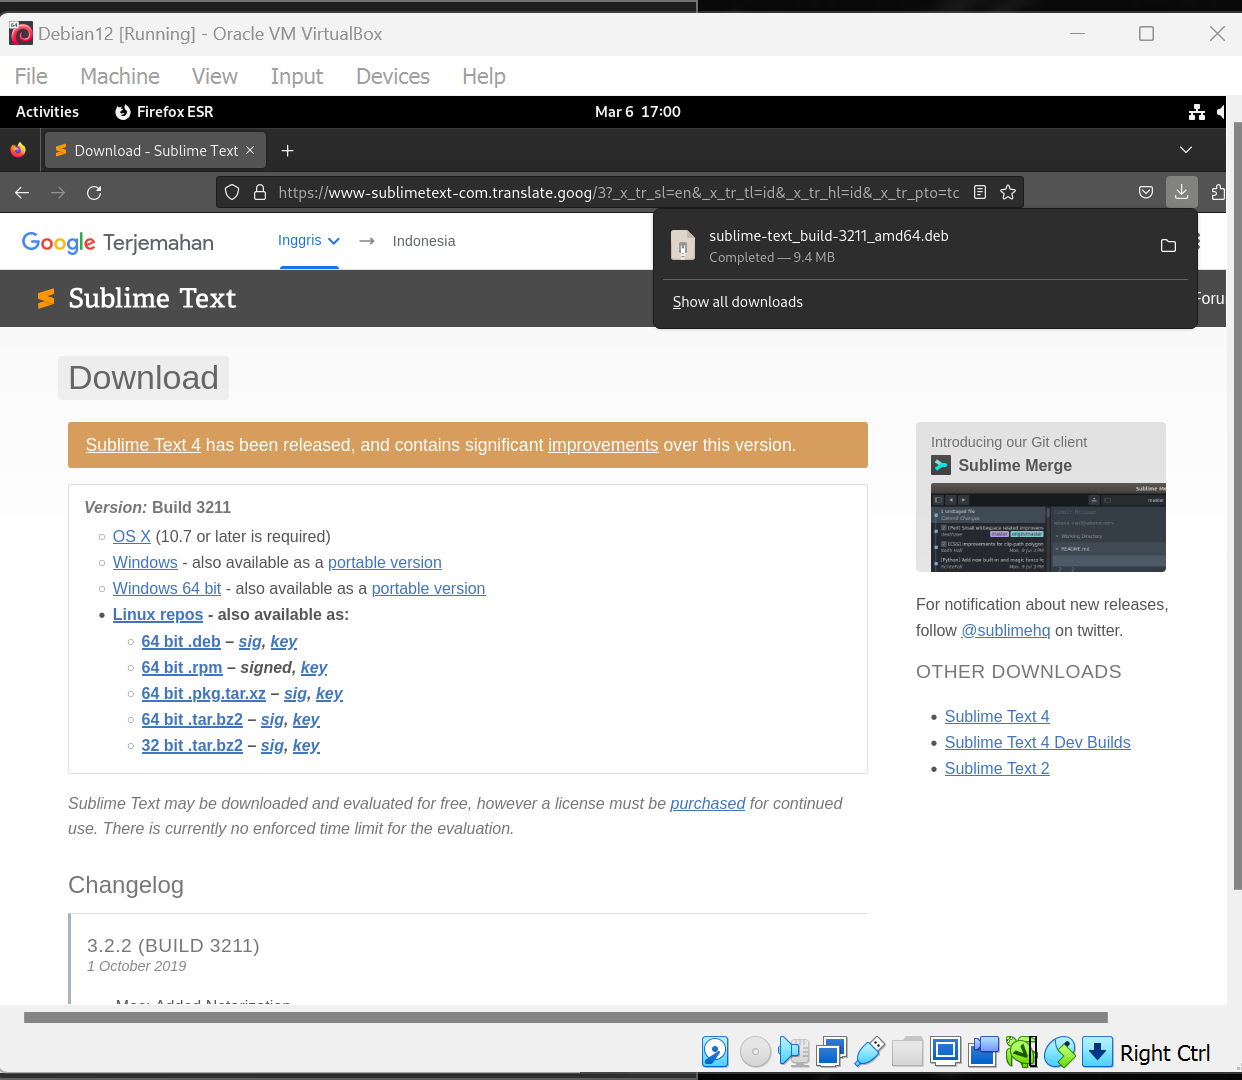 Debian12 [Running] - Oracle VM VirtualBox
File Machine View Input Devices Help
Activities Firefox ESR Mar 6 17:00
Download - Sublime Text
https://www-sublimetext-com.translate.goog/3?_x_tr_sl=en&_x_tr_tl=id&_x_tr_hl=id&_x_tr_pto=tc
sublime-text_build-3211_amd64.deb
Completed — 9.4 MB
Show all downloads
Google Terjemahan Inggris → Indonesia
Sublime Text Foru
Download
Sublime Text 4 has been released, and contains significant improvements over this version.
Version: Build 3211
OS X (10.7 or later is required)
Windows - also available as a portable version
Windows 64 bit - also available as a portable version
Linux repos - also available as:
64 bit .deb – sig, key
64 bit .rpm – signed, key
64 bit .pkg.tar.xz – sig, key
64 bit .tar.bz2 – sig, key
32 bit .tar.bz2 – sig, key
Sublime Text may be downloaded and evaluated for free, however a license must be purchased for continued
use. There is currently no enforced time limit for the evaluation.
Changelog
3.2.2 (BUILD 3211)
1 October 2019
Mac: Added Notarization
Introducing our Git client
Sublime Merge
For notification about new releases,
follow @sublimehq on twitter.
OTHER DOWNLOADS
Sublime Text 4
Sublime Text 4 Dev Builds
Sublime Text 2
Right Ctrl